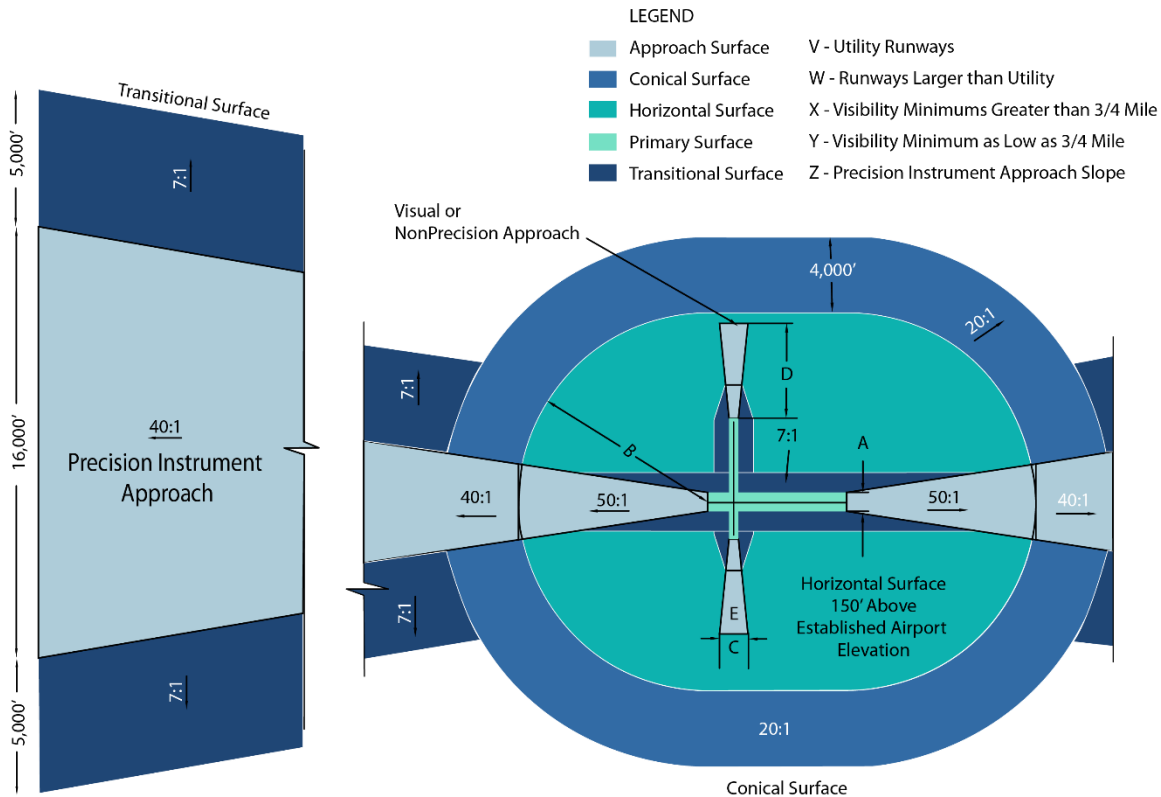 LEGEND
Approach Surface
Conical Surface
Horizontal Surface
Primary Surface
Transitional Surface
V - Utility Runways
W - Runways Larger than Utility
X - Visibility Minimums Greater than 3/4 Mile
Y - Visibility Minimum as Low as 3/4 Mile
Z - Precision Instrument Approach Slope
Transitional Surface
5,000'
7:1
16,000'
40:1
Precision Instrument
Approach
7:1
5,000'
Visual or
NonPrecision Approach
4,000'
20:1
7:1
D
B
7:1
A
40:1
50:1
50:1
40:1
E
C
Horizontal Surface
150' Above
Established Airport
Elevation
7:1
20:1
Conical Surface